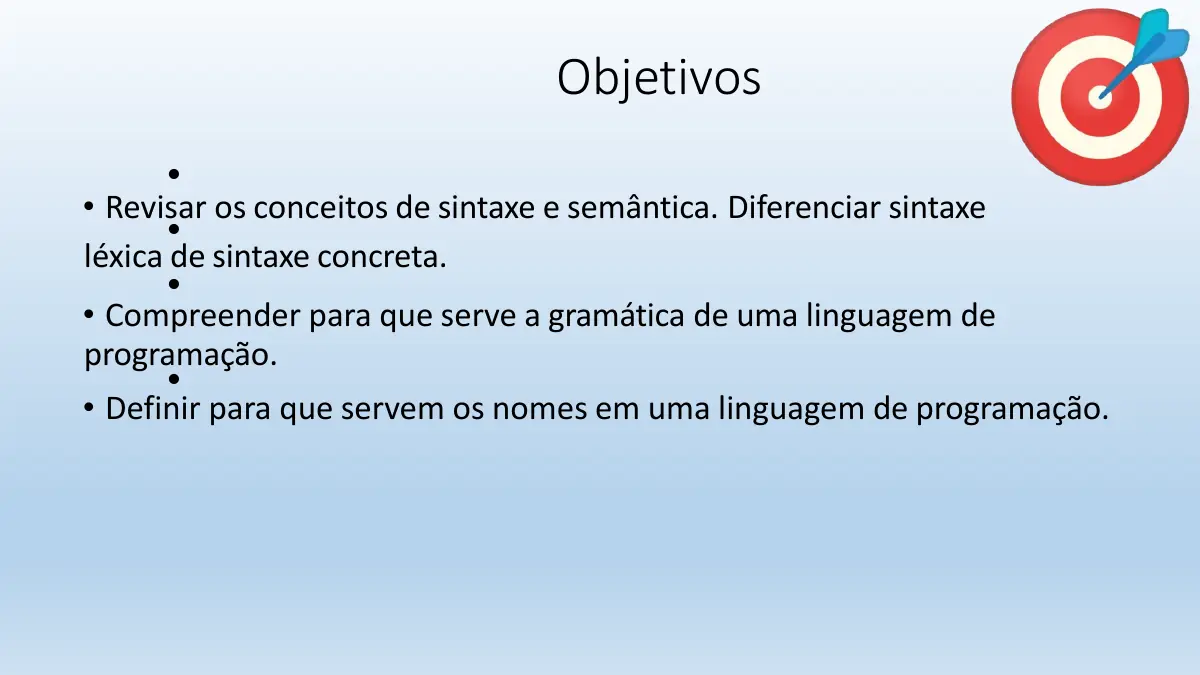 Objetivos
• Revisar os conceitos de sintaxe e semântica. Diferenciar sintaxe
léxica de sintaxe concreta.
• Compreender para que serve a gramática de uma linguagem de
programação.
• Definir para que servem os nomes em uma linguagem de programação.